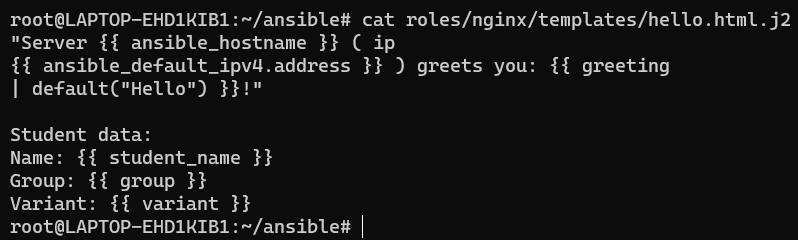 root@LAPTOP-EHD1KIB1:~/ansible# cat roles/nginx/templates/hello.html.j2
"Server {{ ansible_hostname }} ( ip
{{ ansible_default_ipv4.address }} ) greets you: {{ greeting
| default("Hello") }}!"

Student data:
Name: {{ student_name }}
Group: {{ group }}
Variant: {{ variant }}
root@LAPTOP-EHD1KIB1:~/ansible#